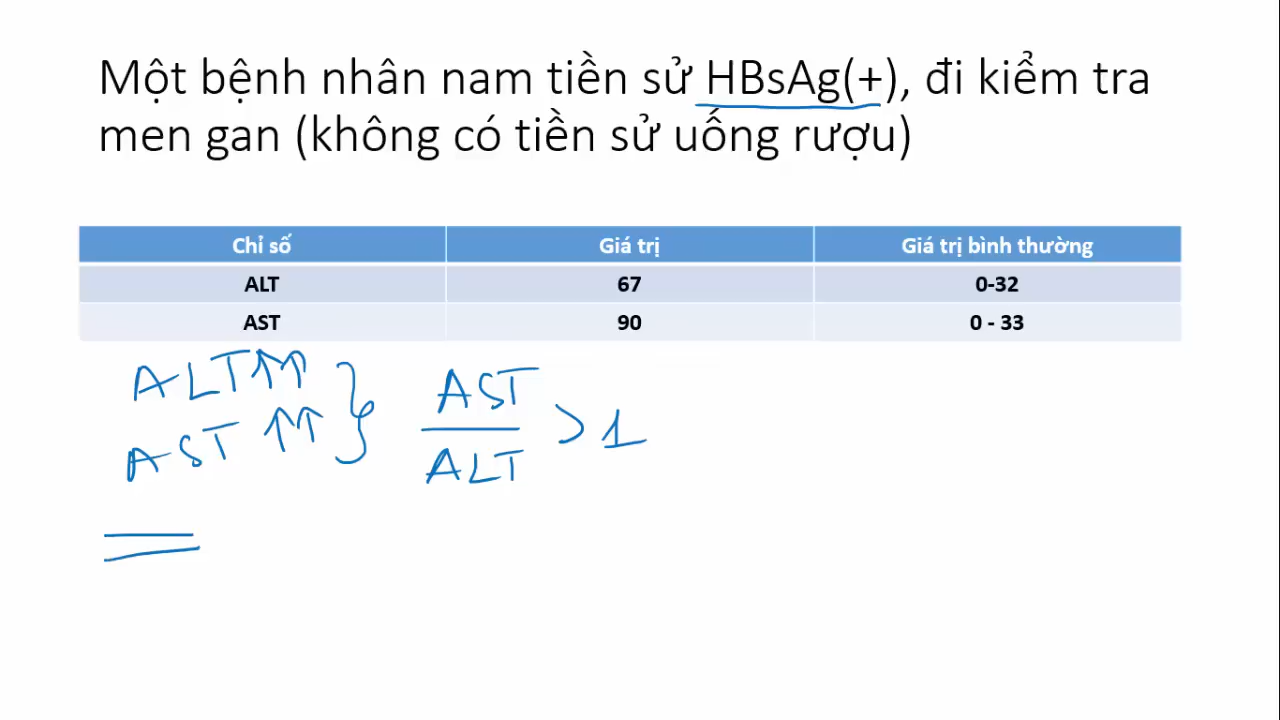 Một bệnh nhân nam tiền sử HBsAg(+), đi kiểm tra
men gan (không có tiền sử uống rượu)
Chỉ số Giá trị Giá trị bình thường
ALT 67 0-32
AST 90 0 - 33
ALT↑↑
AST ↑↑
} AST/ALT > 1